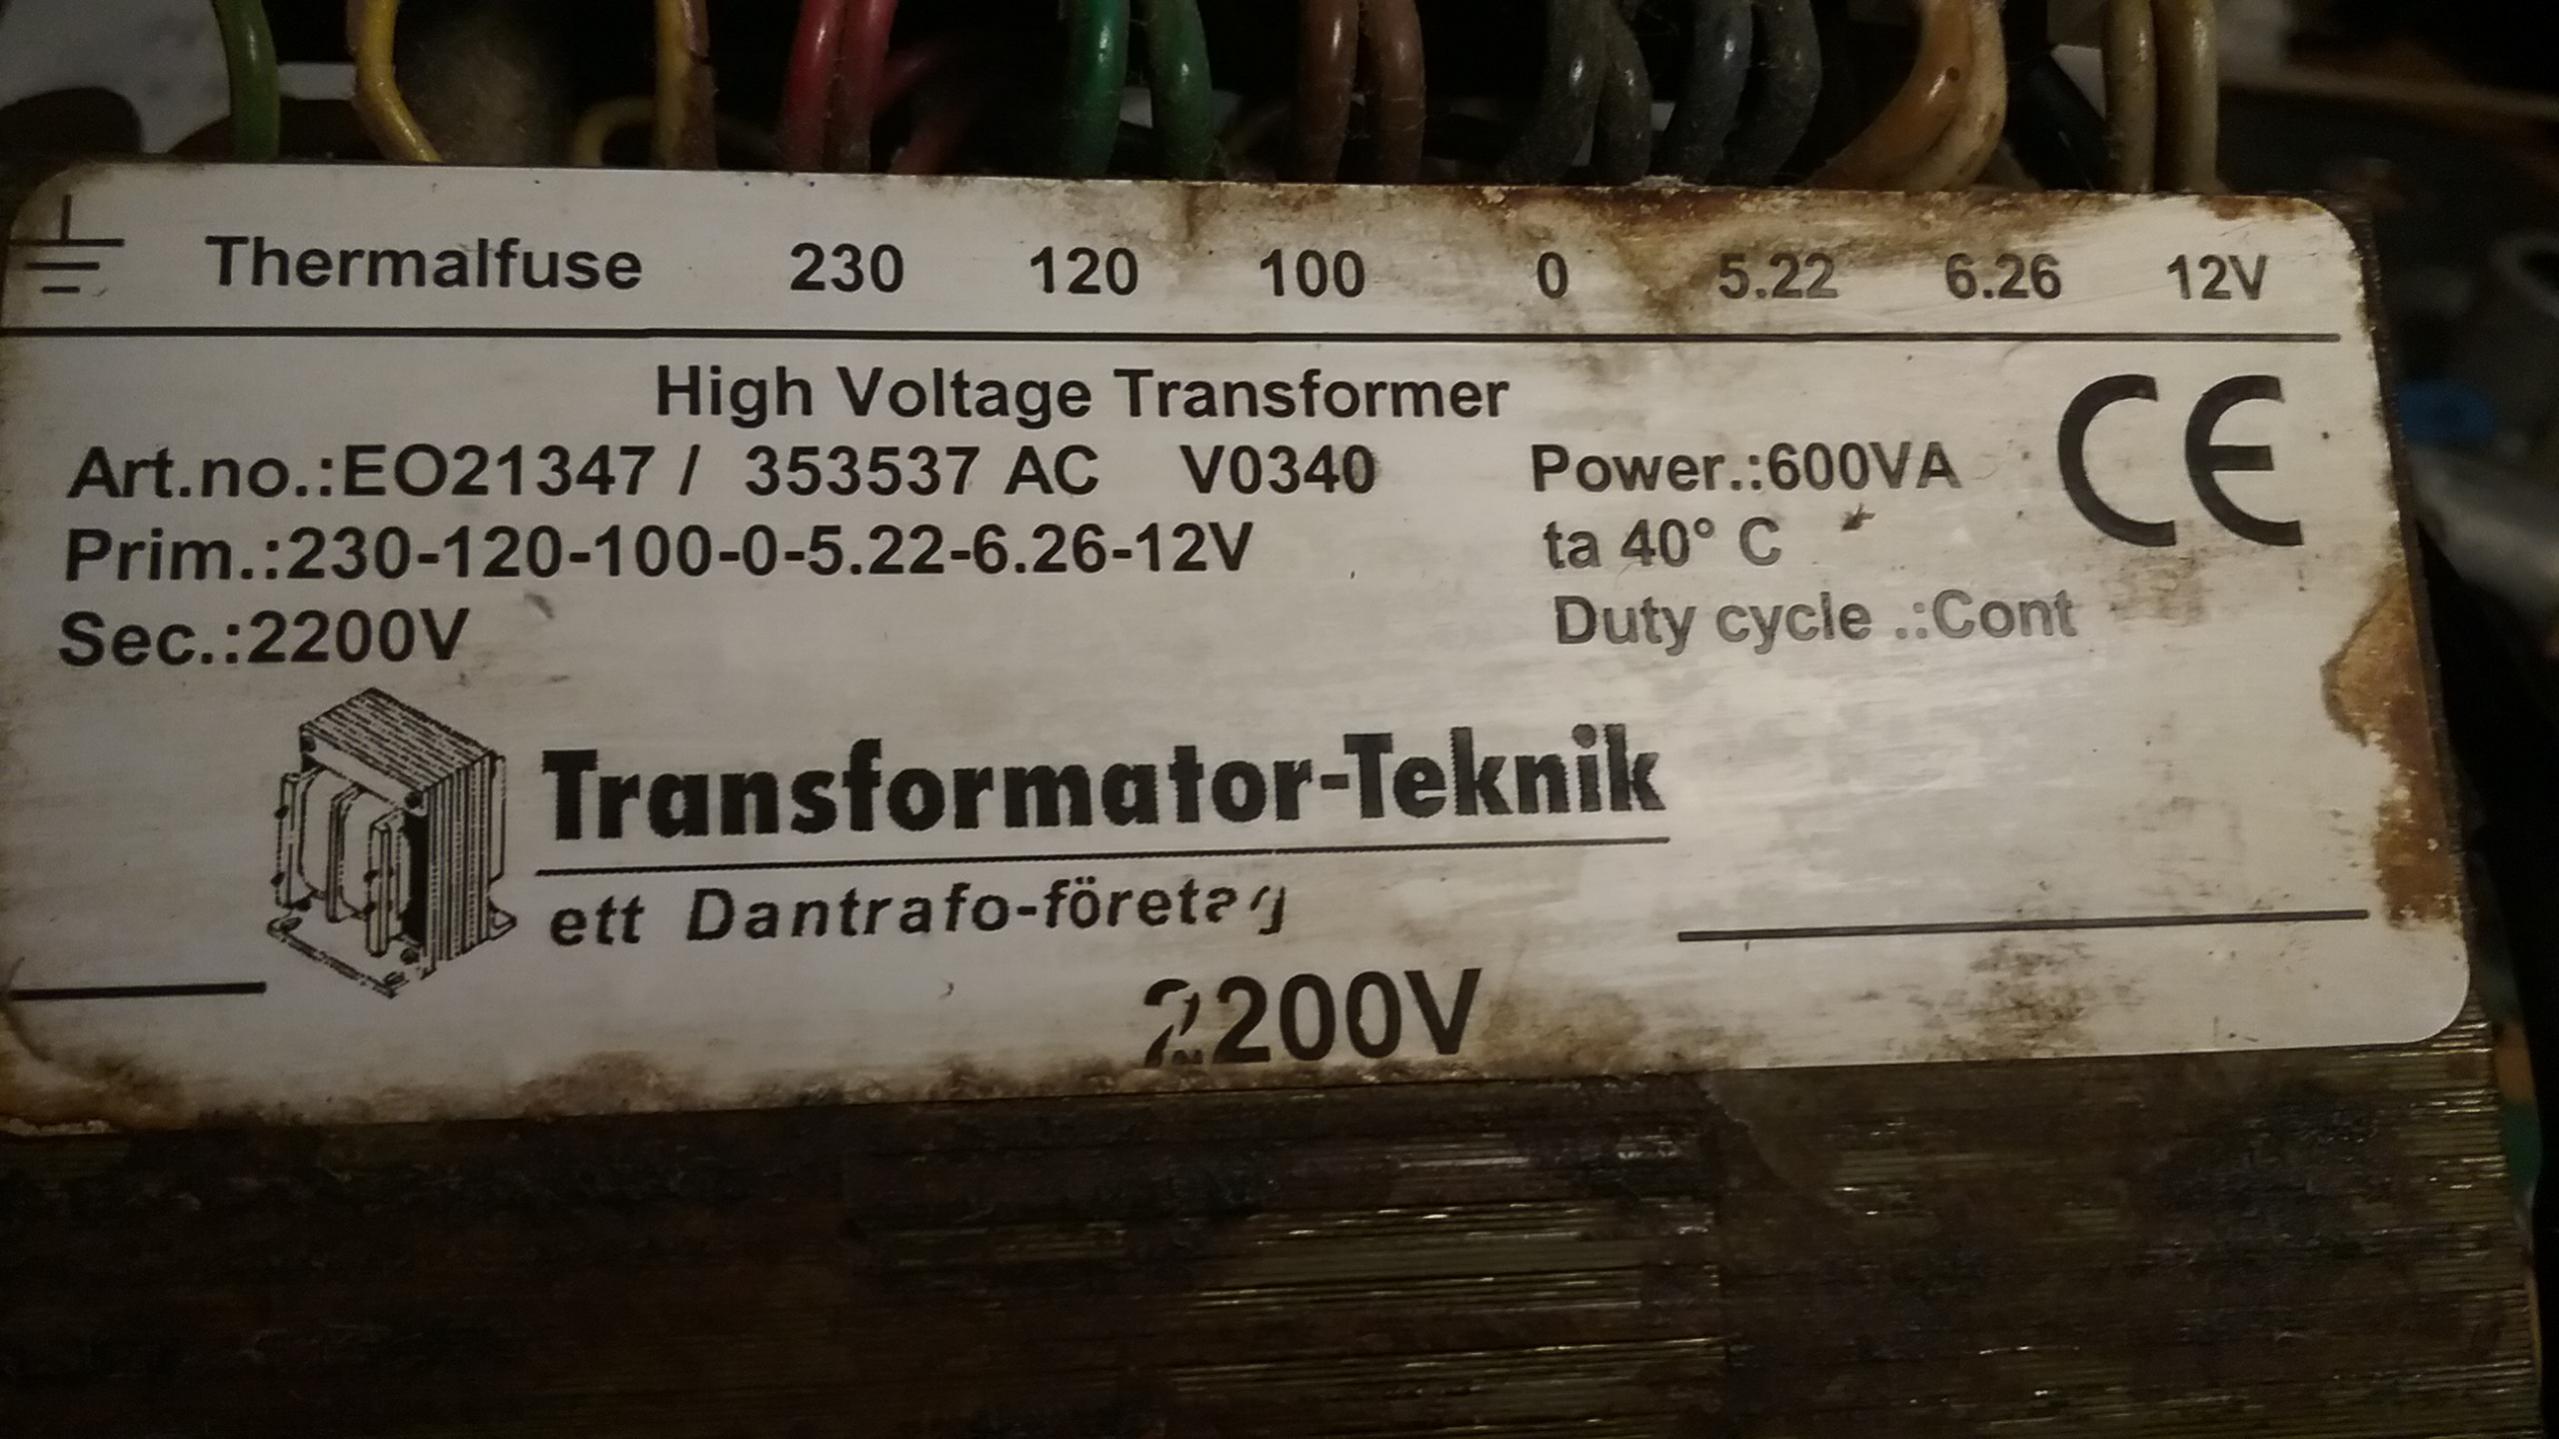 Thermalfuse 230 120 100 0 5.22 6.26 12V
High Voltage Transformer
Art.no.:EO21347 / 353537 AC V0340 Power.:600VA
Prim.:230-120-100-0-5.22-6.26-12V ta 40° C
Sec.:2200V Duty cycle .:Cont
CE
Transformator-Teknik
ett Dantrafo-företag
2200V